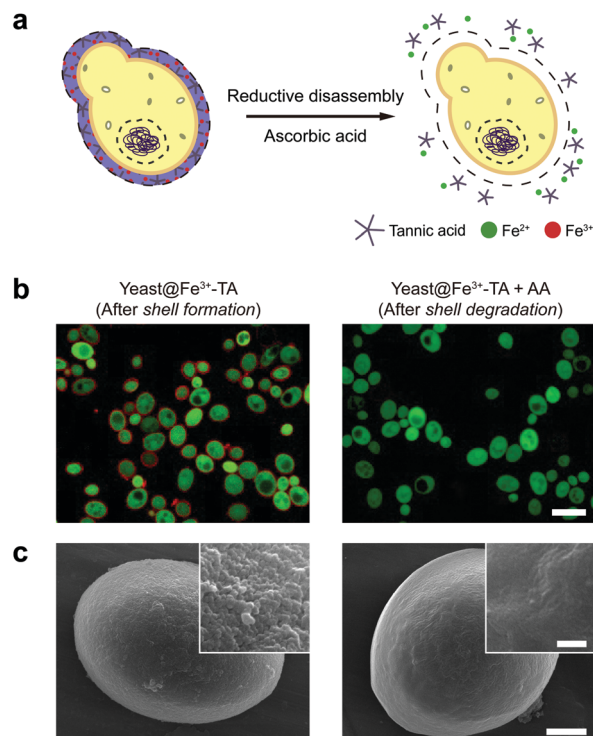 a
Reductive disassembly
Ascorbic acid
Tannic acid
Fe²⁺
Fe³⁺
b
Yeast@Fe³⁺-TA
(After shell formation)
Yeast@Fe³⁺-TA + AA
(After shell degradation)
c